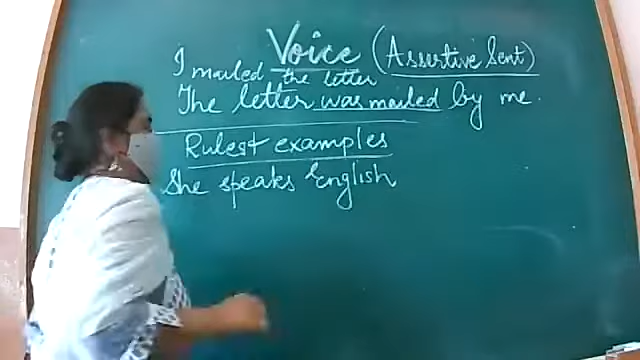 Voice (Assertive Sent)
I mailed the letter
The letter was mailed by me.
Rules & examples
She speaks English